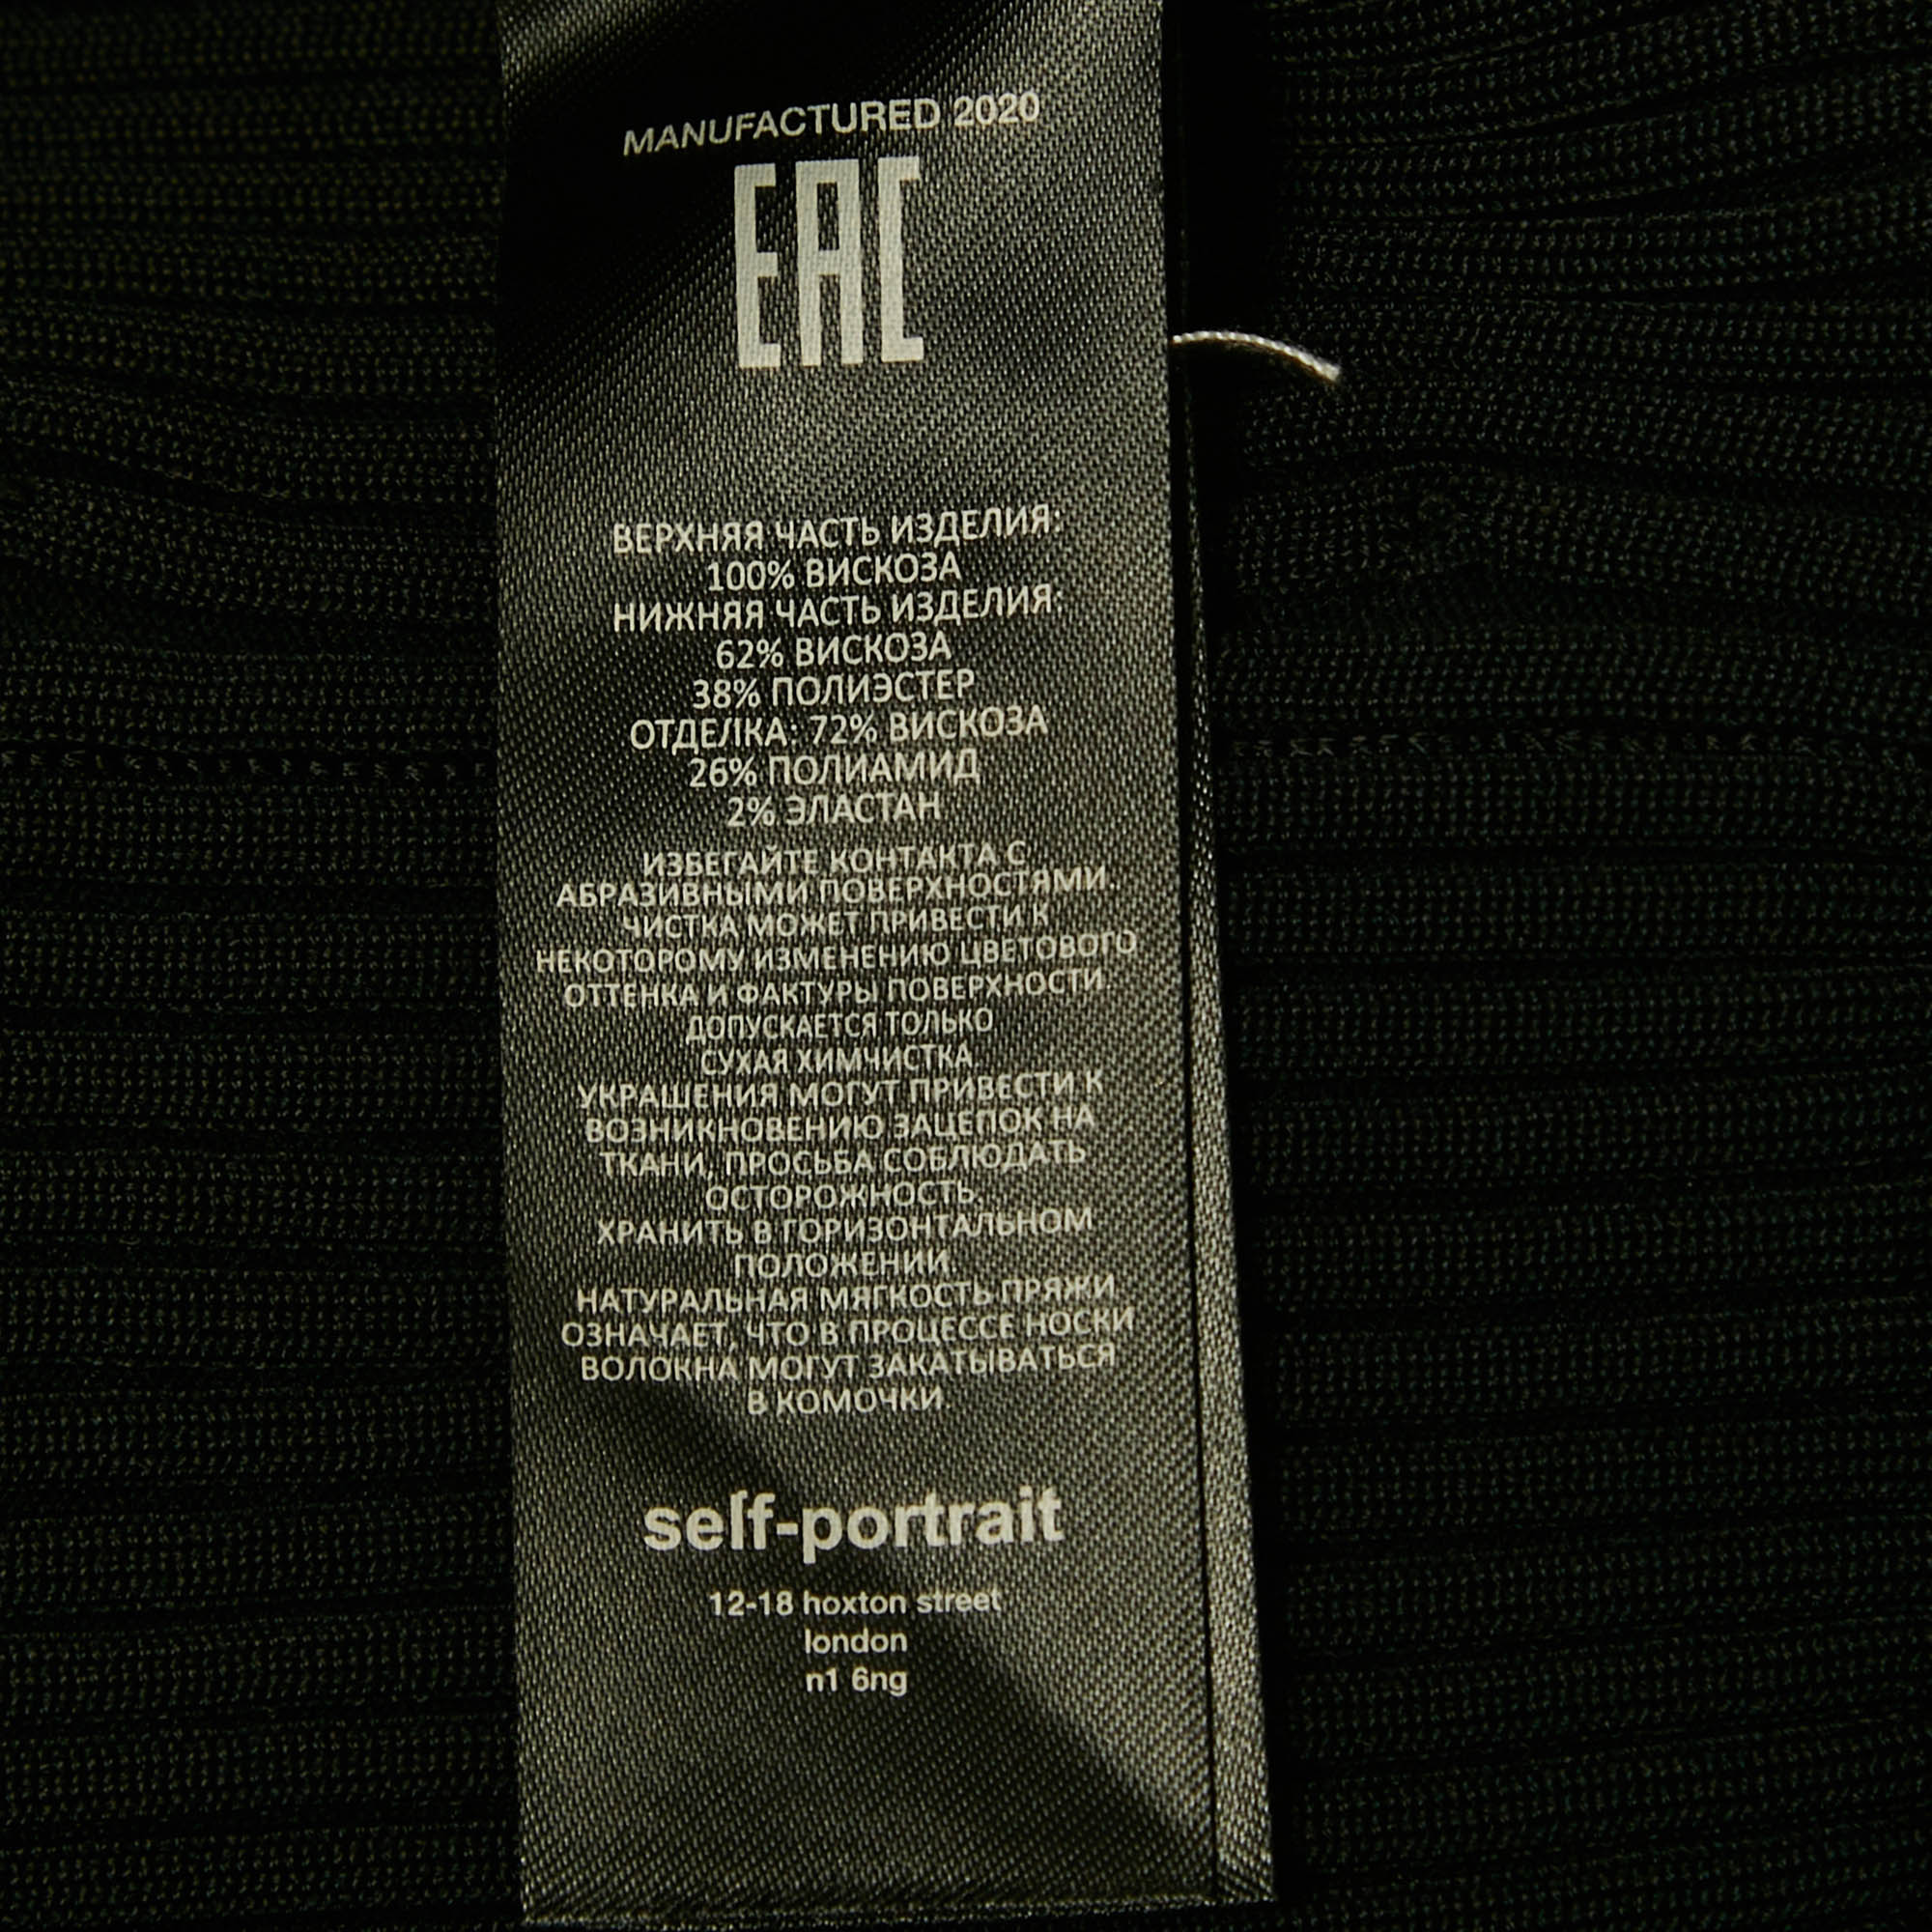 MANUFACTURED 2020
EAC
ВЕРХНЯЯ ЧАСТЬ ИЗДЕЛИЯ:
100% ВИСКОЗА
НИЖНЯЯ ЧАСТЬ ИЗДЕЛИЯ:
62% ВИСКОЗА
38% ПОЛИЭСТЕР
ОТДЕЛКА: 72% ВИСКОЗА
26% ПОЛИАМИД
2% ЭЛАСТАН
ИЗБЕГАЙТЕ КОНТАКТА С
АБРАЗИВНЫМИ ПОВЕРХНОСТЯМИ.
ЧИСТКА МОЖЕТ ПРИВЕСТИ К
НЕКОТОРОМУ ИЗМЕНЕНИЮ ЦВЕТОВОГО
ОТТЕНКА И ФАКТУРЫ ПОВЕРХНОСТИ.
ДОПУСКАЕТСЯ ТОЛЬКО
СУХАЯ ХИМЧИСТКА.
УКРАШЕНИЯ МОГУТ ПРИВЕСТИ К
ВОЗНИКНОВЕНИЮ ЗАЦЕПОК НА
ТКАНИ, ПРОСЬБА СОБЛЮДАТЬ
ОСТОРОЖНОСТЬ.
ХРАНИТЬ В ГОРИЗОНТАЛЬНОМ
ПОЛОЖЕНИИ.
НАТУРАЛЬНАЯ МЯГКОСТЬ ПРЯЖИ
ОЗНАЧАЕТ, ЧТО В ПРОЦЕССЕ НОСКИ
ВОЛОКНА МОГУТ ЗАКАТЫВАТЬСЯ
В КОМОЧКИ.
self-portrait
12-18 hoxton street
london
n1 6ng